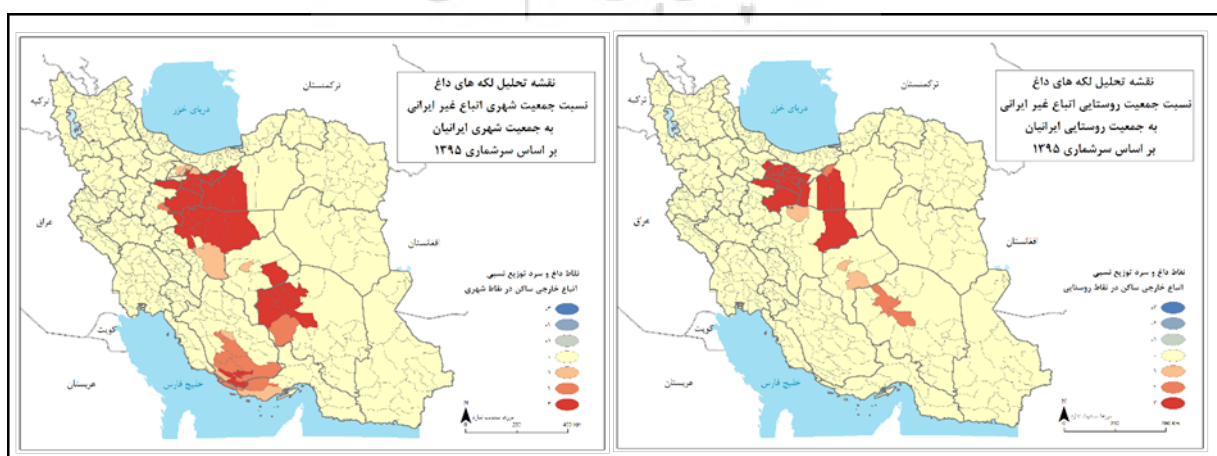 نقشه تحلیل لکه های داغ
نسبت جمعیت شهری اتباع غیر ایرانی
به جمعیت شهری ایرانیان
بر اساس سرشماری ۱۳۹۵
ترکمنستان
ترکیه
دریای خزر
عراق
افغانستان
کویت
عربستان
خلیج فارس
نقاط داغ و سرد توزیع نسبی
اتباع خارجی ساکن در نقاط شهری
N
نقشه تحلیل لکه های داغ
نسبت جمعیت روستایی اتباع غیر ایرانی
به جمعیت روستایی ایرانیان
بر اساس سرشماری ۱۳۹۵
ترکمنستان
ترکیه
دریای خزر
عراق
افغانستان
کویت
عربستان
خلیج فارس
نقاط داغ و سرد توزیع نسبی
اتباع خارجی ساکن در نقاط روستایی
N